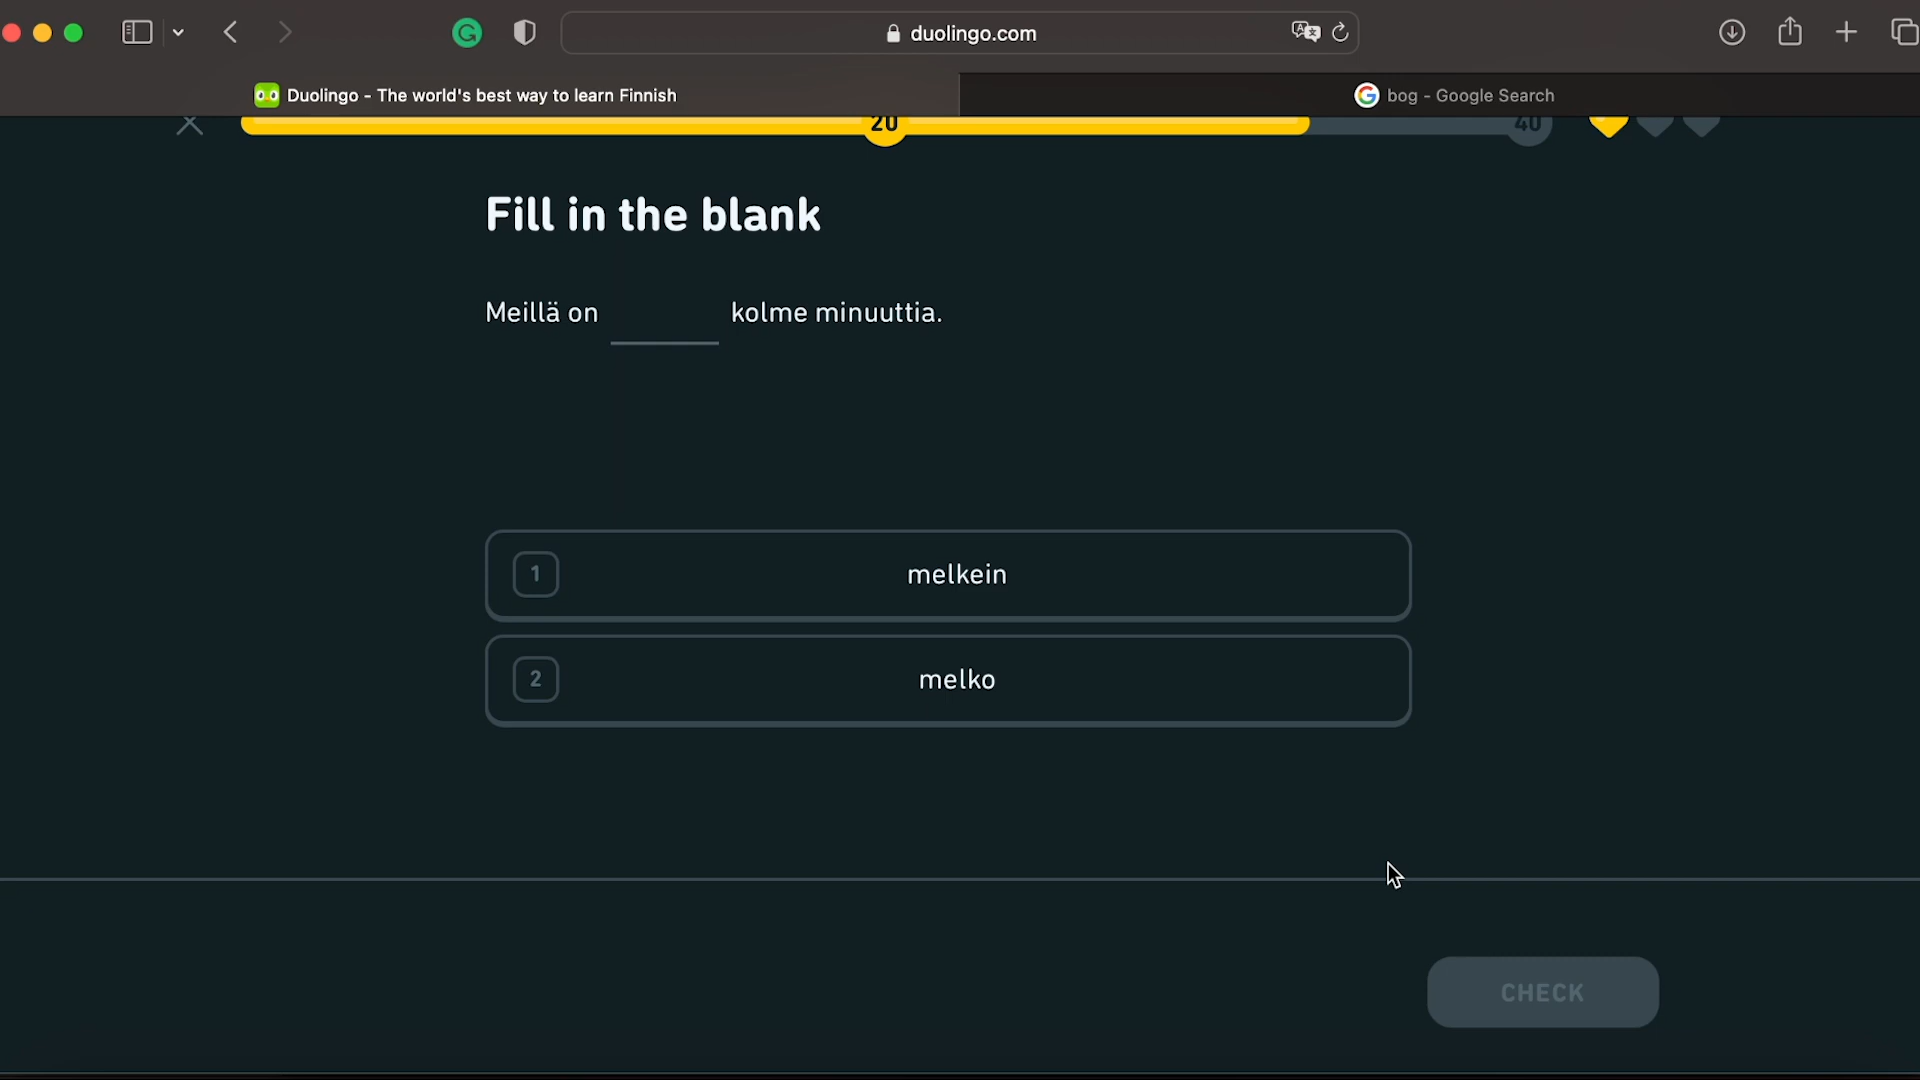 duolingo.com
Duolingo - The world's best way to learn Finnish
bog - Google Search
20
40
Fill in the blank
Meillä on ______ kolme minuuttia.
1 melkein
2 melko
CHECK